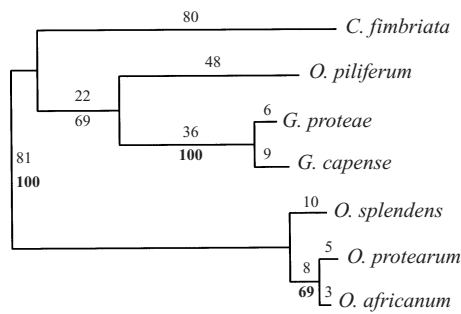 80
C. fimbriata
48
O. piliferum
22
69
6
G. proteae
36
100
9
G. capense
81
100
10
O. splendens
5
O. protearum
8
69
3
O. africanum